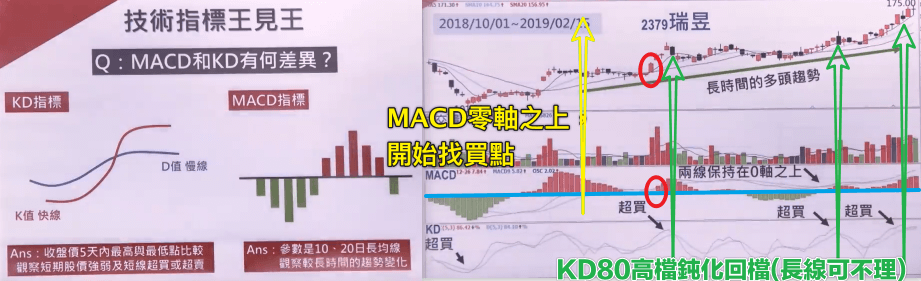 技術指標王見王
Q：MACD和KD有何差異？
KD指標
MACD指標
D值 慢線
K值 快線
Ans：收盤價5天內最高與最低點比較
觀察短期股價強弱及短線超買或超賣
Ans：參數是10、20日長均線
觀察較長時間的趨勢變化
2018/10/01~2019/02/
2379瑞昱
175.00
長時間的多頭趨勢
MACD零軸之上
開始找買點
MACD
兩線保持在0軸之上
超買
超買
超買
KD
超買
KD80高檔鈍化回檔(長線可不理)